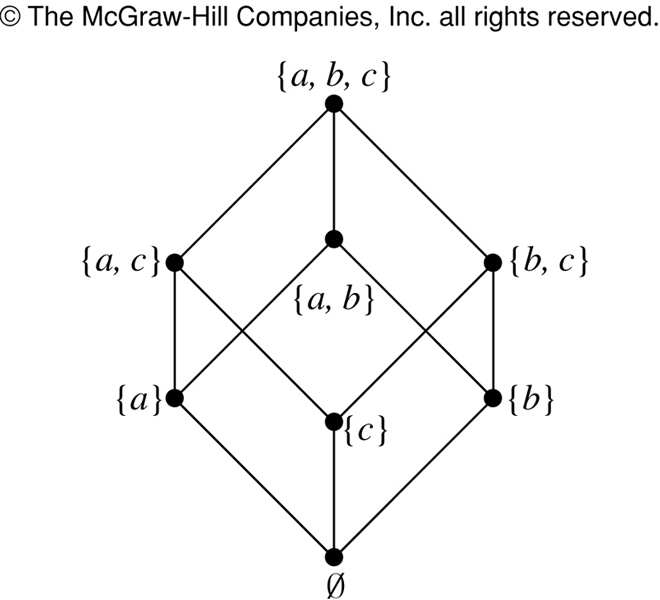 © The McGraw-Hill Companies, Inc. all rights reserved.
{a, b, c}
{a, c}
{b, c}
{a, b}
{a}
{b}
{c}
∅